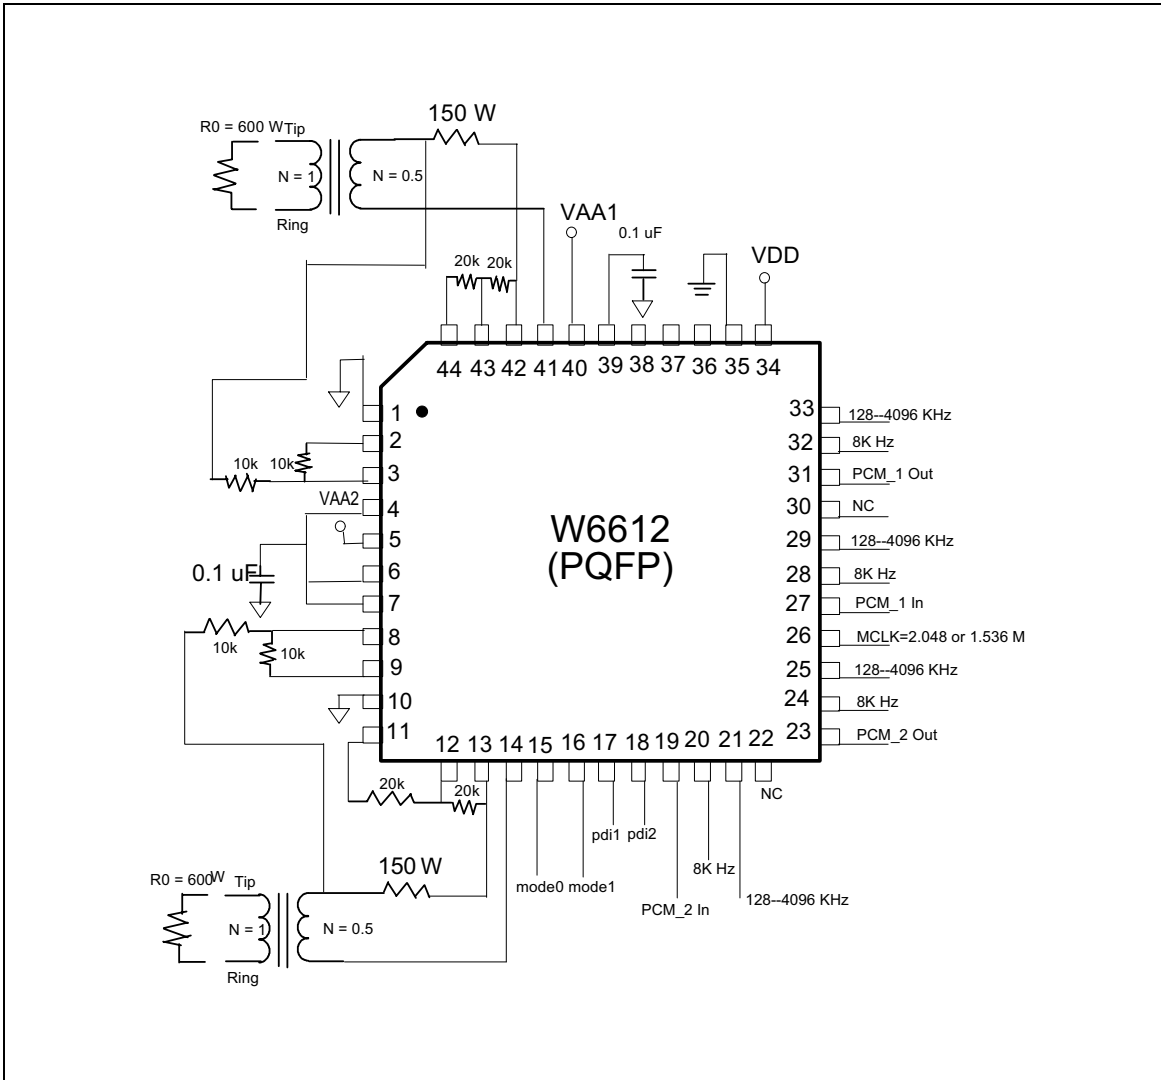 150 W
R0 = 600 W Tip
N = 1
N = 0.5
Ring
VAA1
0.1 uF
VDD
20k
20k
44 43 42 41 40 39 38 37 36 35 34
1
2
3
4
5
6
7
8
9
10
11
10k
10k
VAA2
0.1 uF
10k
10k
W6612
(PQFP)
33 128--4096 KHz
32 8K Hz
31 PCM_1 Out
30 NC
29 128--4096 KHz
28 8K Hz
27 PCM_1 In
26 MCLK=2.048 or 1.536 M
25 128--4096 KHz
24 8K Hz
23 PCM_2 Out
12 13 14 15 16 17 18 19 20 21 22
20k
20k
NC
pdi1 pdi2
mode0 mode1
8K Hz
PCM_2 In
128--4096 KHz
150 W
R0 = 600W Tip
N = 1
N = 0.5
Ring